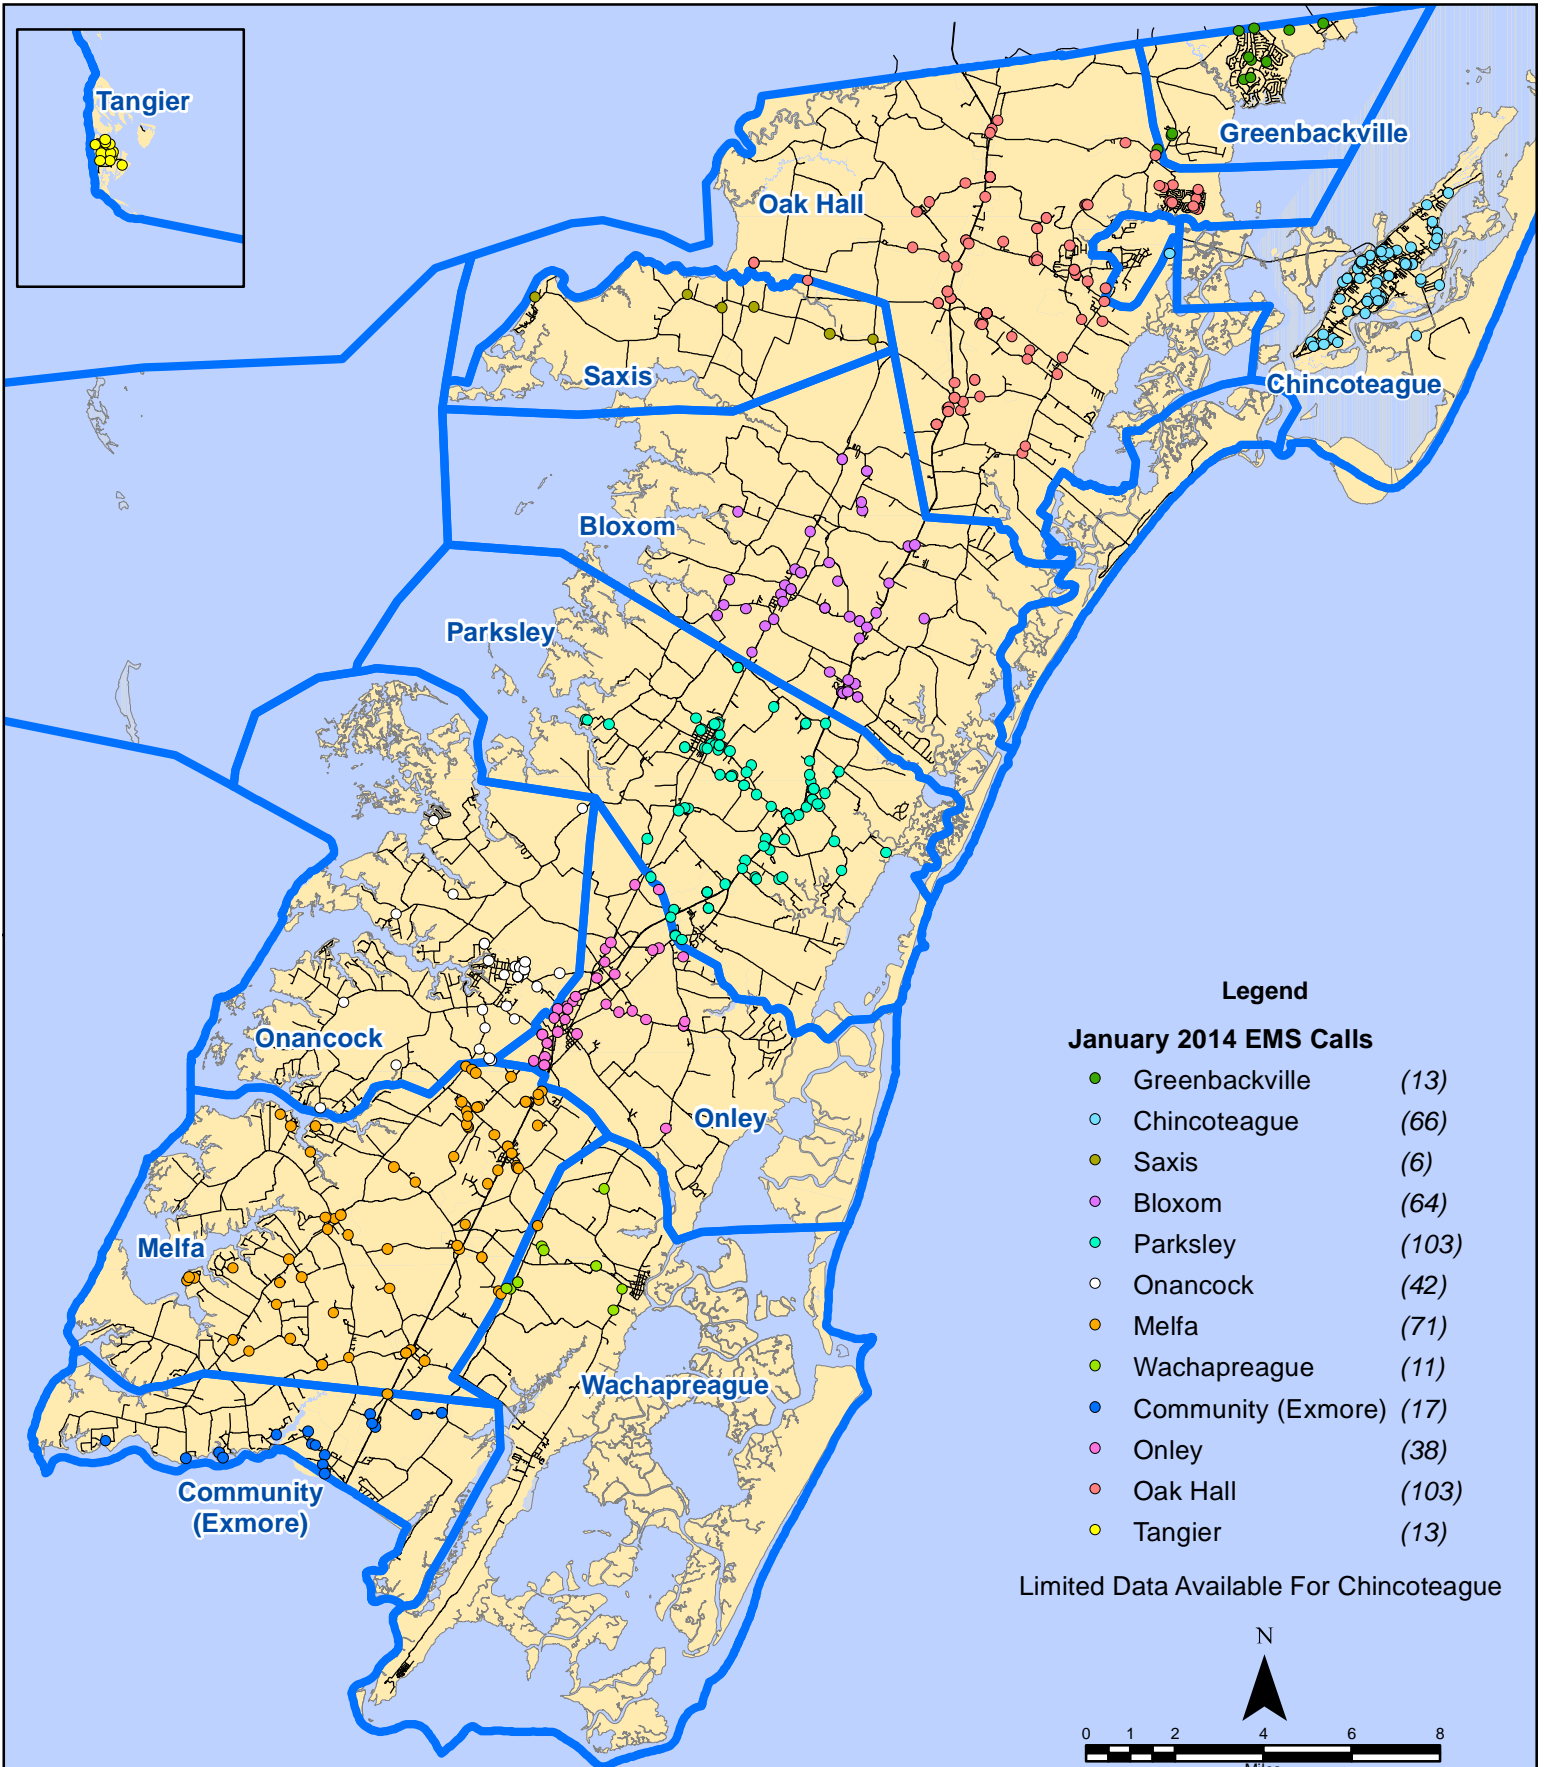 Tangier
Greenbackville
Oak Hall
Saxis
Chincoteague
Bloxom
Parksley
Onancock
Onley
Melfa
Wachapreague
Community
(Exmore)
Legend
January 2014 EMS Calls
Greenbackville (13)
Chincoteague (66)
Saxis (6)
Bloxom (64)
Parksley (103)
Onancock (42)
Melfa (71)
Wachapreague (11)
Community (Exmore) (17)
Onley (38)
Oak Hall (103)
Tangier (13)
Limited Data Available For Chincoteague
N
0 1 2 4 6 8
Miles